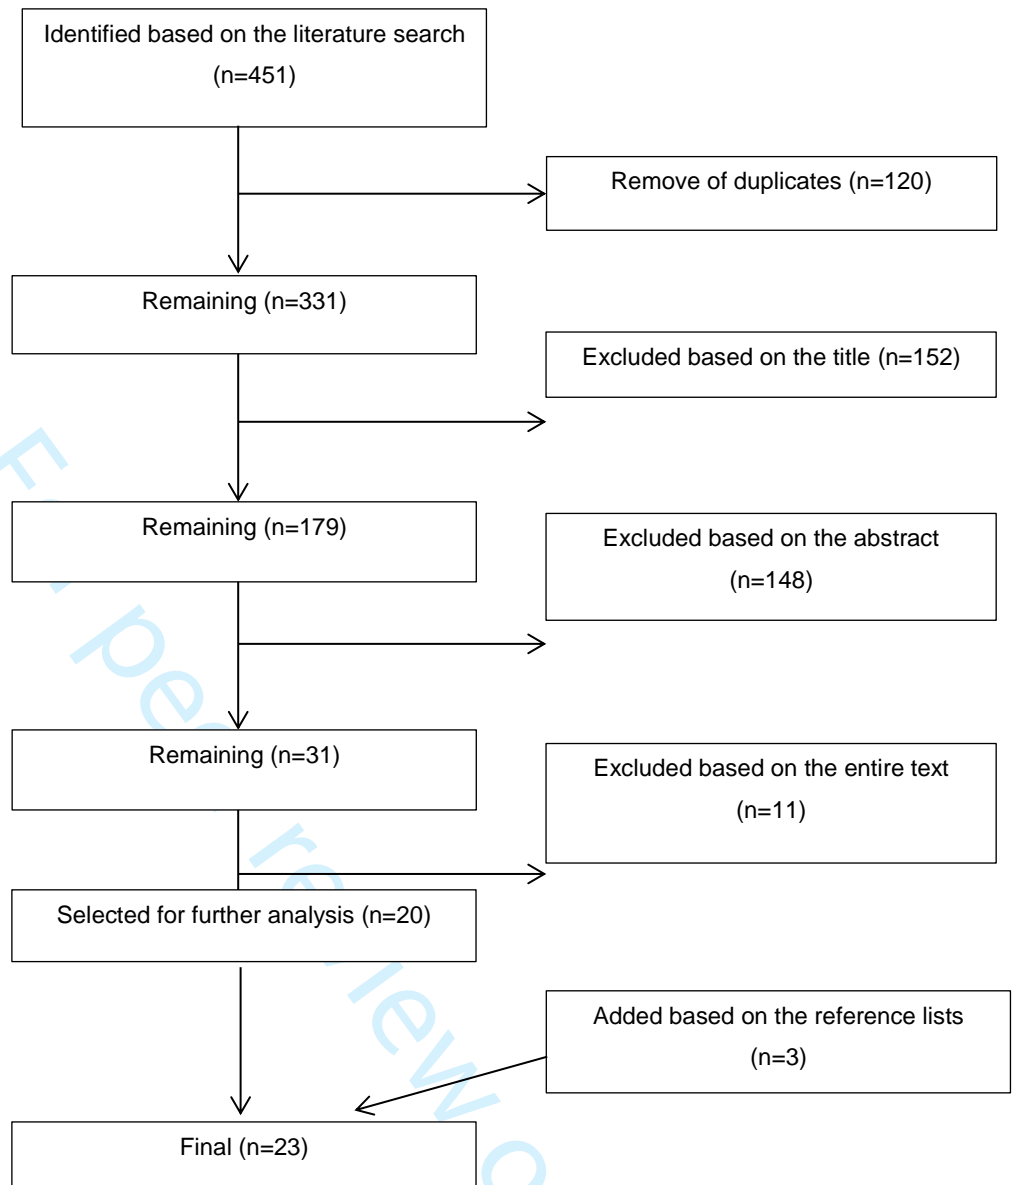 Identified based on the literature search
(n=451)
Remove of duplicates (n=120)
Remaining (n=331)
Excluded based on the title (n=152)
Remaining (n=179)
Excluded based on the abstract
(n=148)
Remaining (n=31)
Excluded based on the entire text
(n=11)
Selected for further analysis (n=20)
Added based on the reference lists
(n=3)
Final (n=23)
review